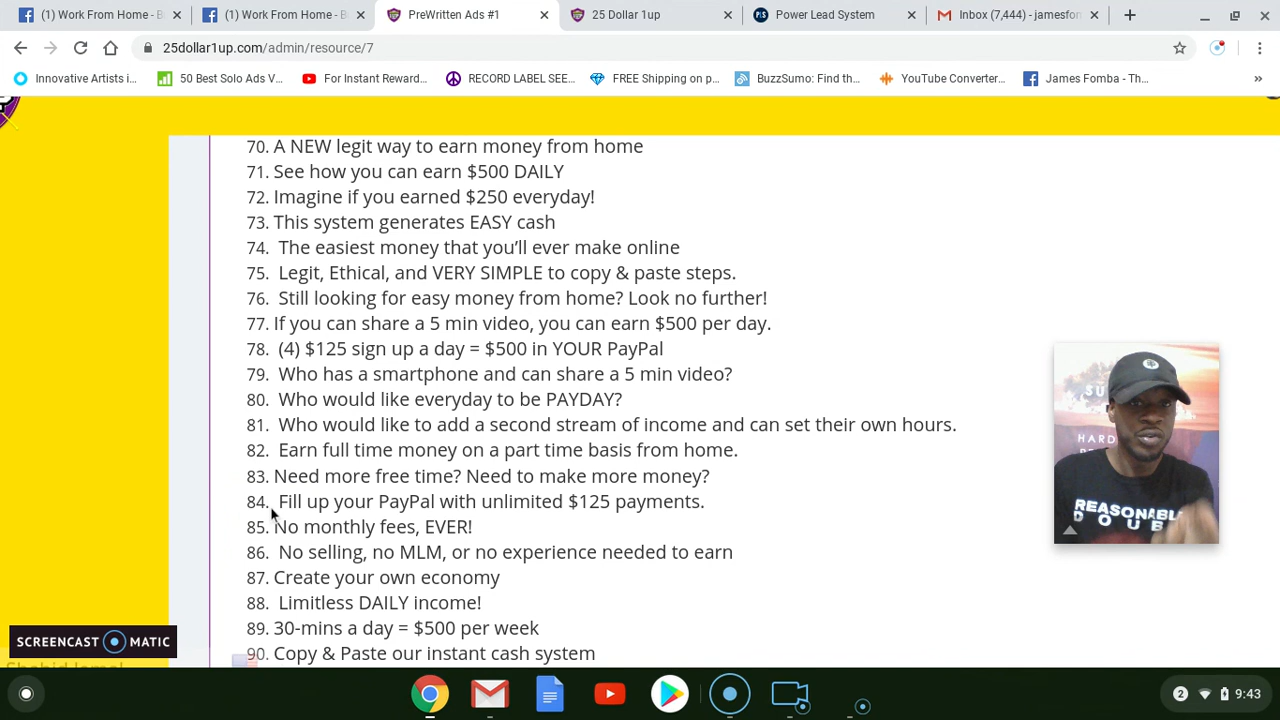 (1) Work From Home - B
(1) Work From Home - B
PreWritten Ads #1
25 Dollar 1up
Power Lead System
Inbox (7,444) - jamesfon
25dollar1up.com/admin/resource/7
Innovative Artists i...
50 Best Solo Ads V...
For Instant Reward...
RECORD LABEL SEE...
FREE Shipping on p...
BuzzSumo: Find th...
YouTube Converter...
James Fomba - Th...
70. A NEW legit way to earn money from home
71. See how you can earn $500 DAILY
72. Imagine if you earned $250 everyday!
73. This system generates EASY cash
74. The easiest money that you’ll ever make online
75. Legit, Ethical, and VERY SIMPLE to copy & paste steps.
76. Still looking for easy money from home? Look no further!
77. If you can share a 5 min video, you can earn $500 per day.
78. (4) $125 sign up a day = $500 in YOUR PayPal
79. Who has a smartphone and can share a 5 min video?
80. Who would like everyday to be PAYDAY?
81. Who would like to add a second stream of income and can set their own hours.
82. Earn full time money on a part time basis from home.
83. Need more free time? Need to make more money?
84. Fill up your PayPal with unlimited $125 payments.
85. No monthly fees, EVER!
86. No selling, no MLM, or no experience needed to earn
87. Create your own economy
88. Limitless DAILY income!
89. 30-mins a day = $500 per week
90. Copy & Paste our instant cash system
REASONABL
DOUB
SCREENCAST MATIC
2 9:43